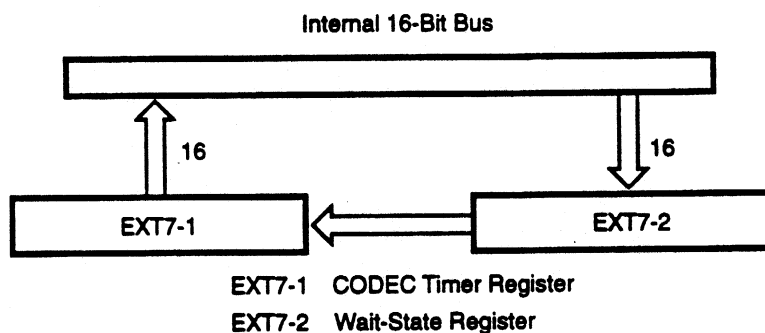 Internal 16-Bit Bus
16
16
EXT7-1
EXT7-2
EXT7-1 CODEC Timer Register
EXT7-2 Wait-State Register